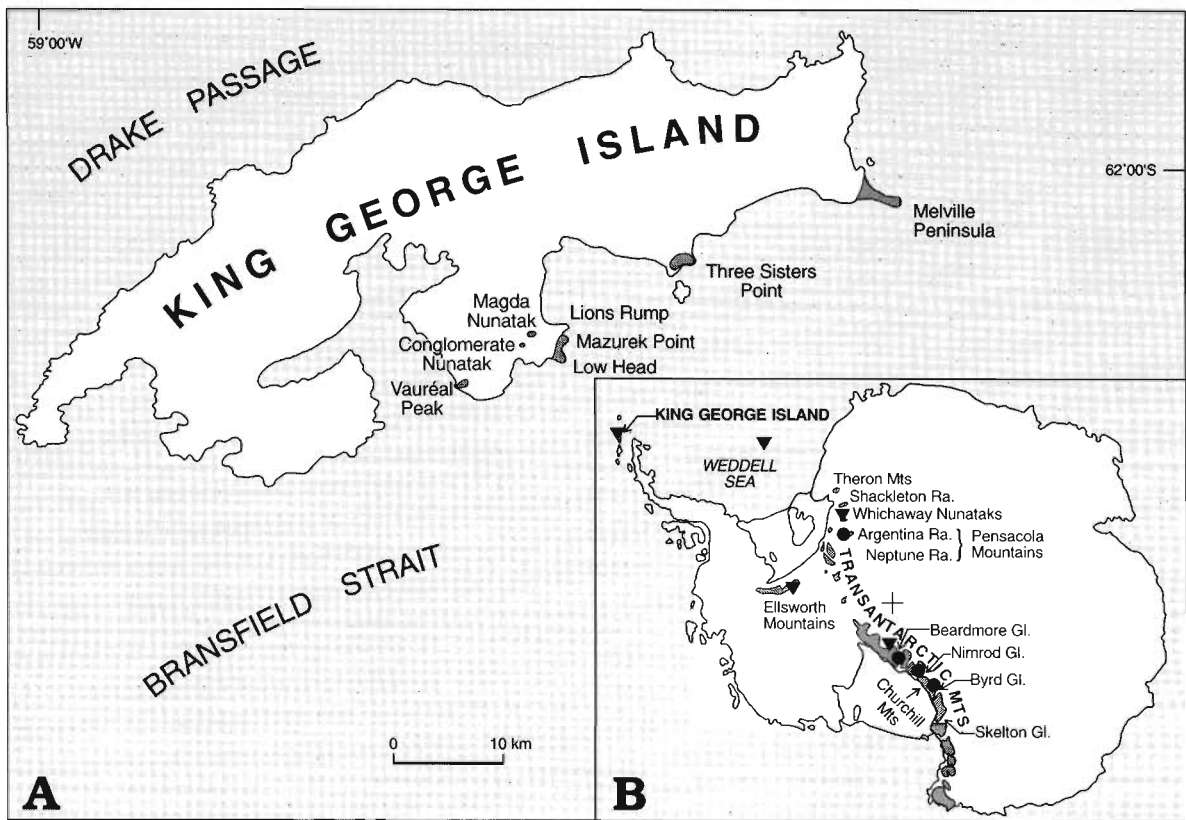 59°00'W
DRAKE PASSAGE
KING GEORGE ISLAND
62°00'S
Melville
Peninsula
Three Sisters
Point
Magda
Nunatak
Lions Rump
Conglomerate
Nunatak
Mazurek Point
Low Head
Vauréal
Peak
BRANSFIELD STRAIT
0 10 km
A
KING GEORGE ISLAND
WEDDELL
SEA
Theron Mts
Shackleton Ra.
Whichaway Nunataks
Argentina Ra.
Neptune Ra.
} Pensacola
Mountains
TRANSANTARCTIC MTS
Ellsworth
Mountains
Beardmore Gl.
Nimrod Gl.
Byrd Gl.
Churchill
Mts
Skelton Gl.
B